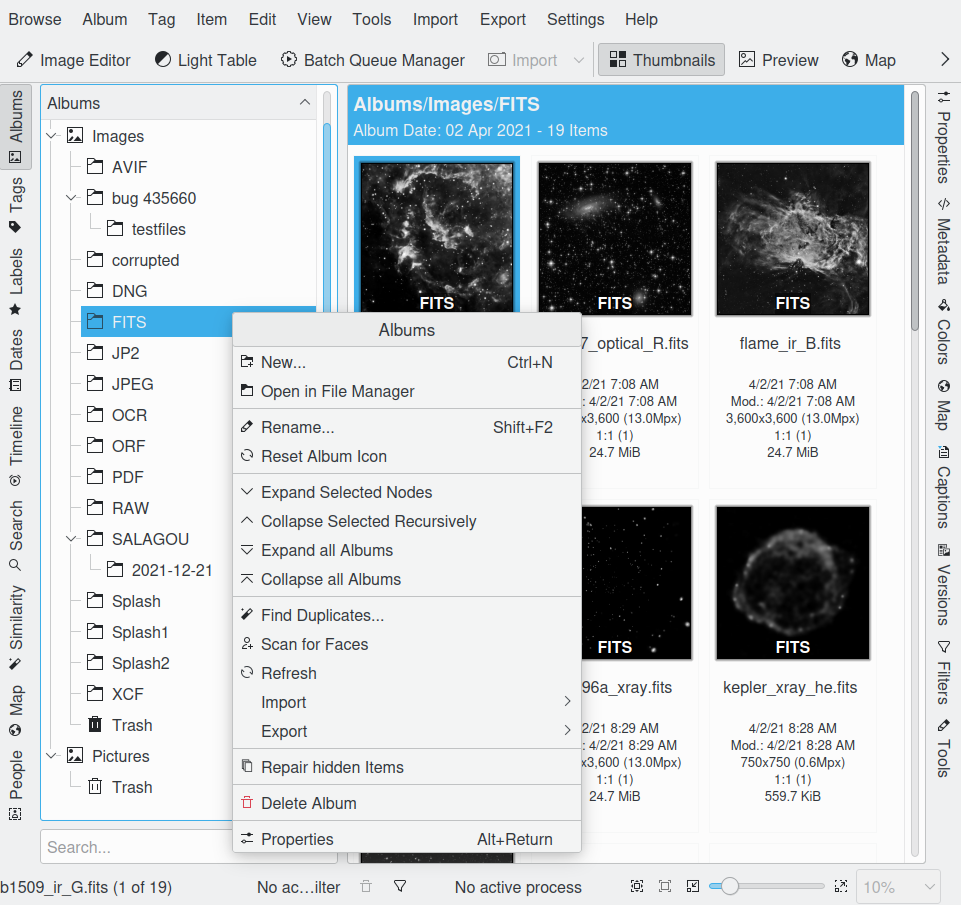 Browse Album Tag Item Edit View Tools Import Export Settings Help
Image Editor Light Table Batch Queue Manager Import Thumbnails Preview Map
Albums
Tags
Labels
Dates
Timeline
Search
Similarity
Map
People
Albums
Images
AVIF
bug 435660
testfiles
corrupted
DNG
FITS
JP2
JPEG
OCR
ORF
PDF
RAW
SALAGOU
2021-12-21
Splash
Splash1
Splash2
XCF
Trash
Pictures
Trash
Search...
Albums
New... Ctrl+N
Open in File Manager
Rename... Shift+F2
Reset Album Icon
Expand Selected Nodes
Collapse Selected Recursively
Expand all Albums
Collapse all Albums
Find Duplicates...
Scan for Faces
Refresh
Import
Export
Repair hidden Items
Delete Album
Properties Alt+Return
Albums/Images/FITS
Album Date: 02 Apr 2021 - 19 Items
FITS
FITS
7_optical_R.fits
2/21 7:08 AM
: 4/2/21 7:08 AM
x3,600 (13.0Mpx)
1:1 (1)
24.7 MiB
FITS
flame_ir_B.fits
4/2/21 7:08 AM
Mod.: 4/2/21 7:08 AM
3,600x3,600 (13.0Mpx)
1:1 (1)
24.7 MiB
FITS
96a_xray.fits
2/21 8:29 AM
: 4/2/21 8:29 AM
x3,600 (13.0Mpx)
1:1 (1)
24.7 MiB
FITS
kepler_xray_he.fits
4/2/21 8:28 AM
Mod.: 4/2/21 8:28 AM
750x750 (0.6Mpx)
1:1 (1)
559.7 KiB
Properties
Metadata
Colors
Map
Captions
Versions
Filters
Tools
b1509_ir_G.fits (1 of 19) No ac...ilter No active process 10%